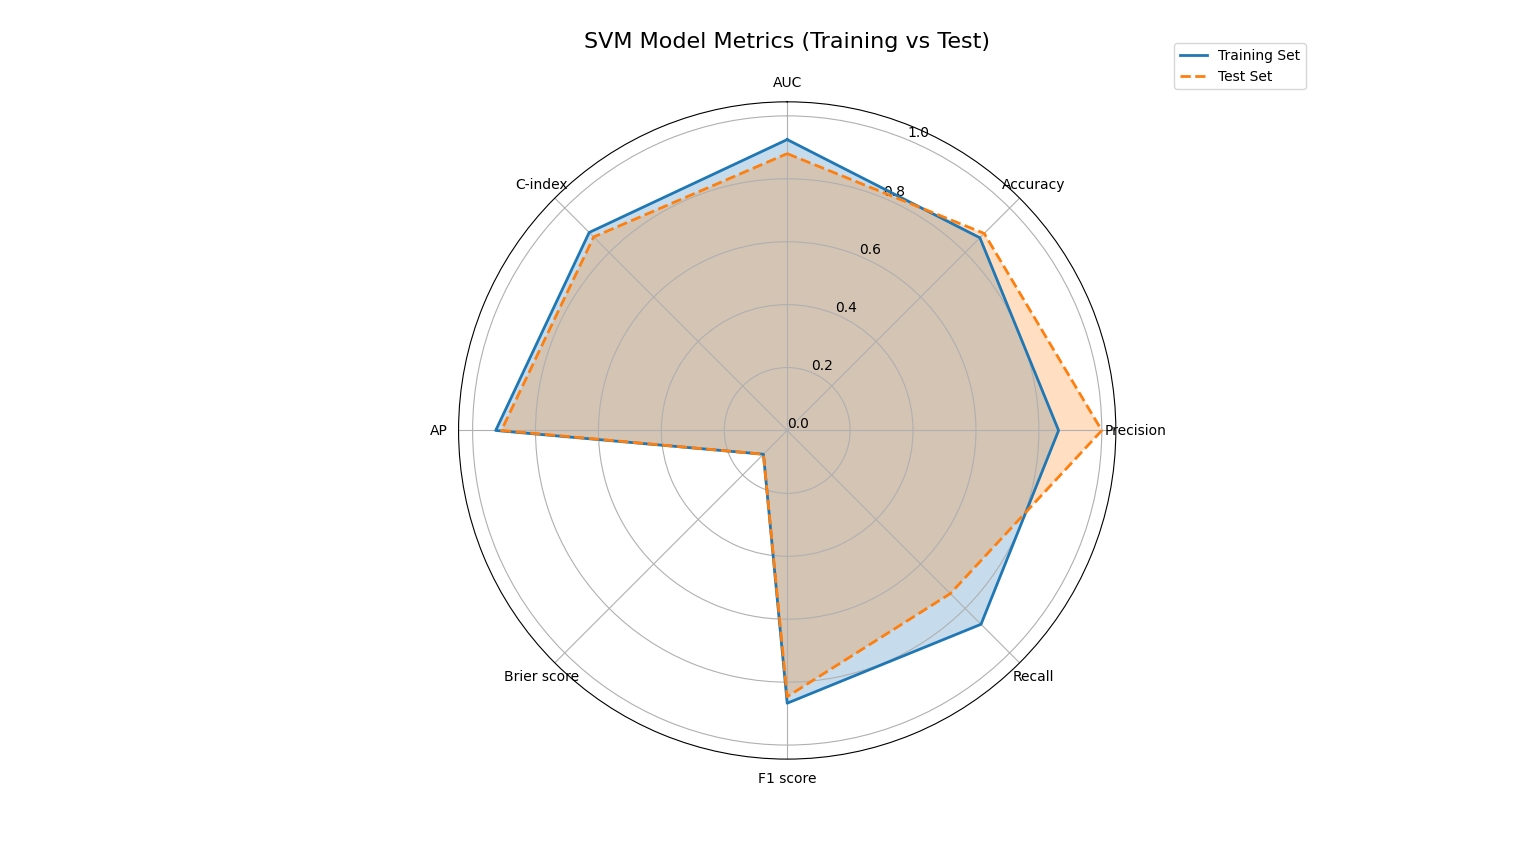 SVM Model Metrics (Training vs Test)
Training Set
Test Set
AUC
1.0
C-index
Accuracy
0.8
0.6
0.4
0.2
0.0
AP
Precision
Brier score
Recall
F1 score